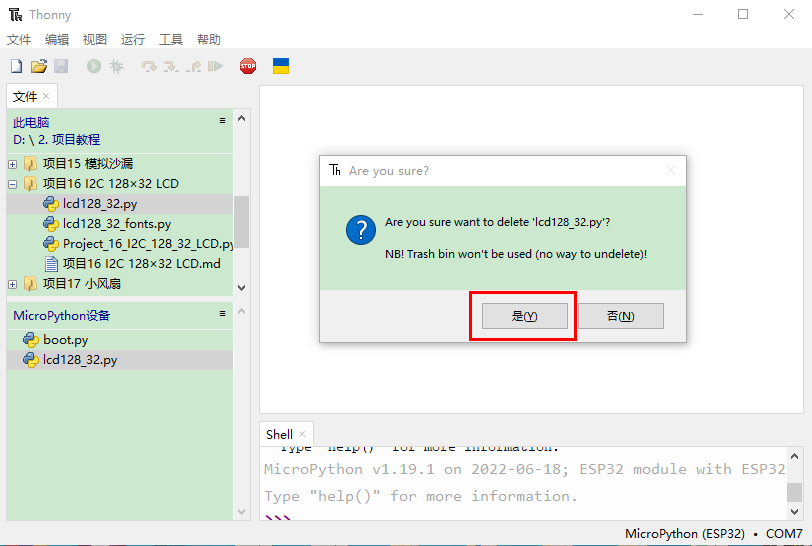 Thonny
文件 编辑 视图 运行 工具 帮助
STOP
文件 ×
此电脑
D: \ 2. 项目教程
项目15 模拟沙漏
项目16 I2C 128×32 LCD
lcd128_32.py
lcd128_32_fonts.py
Project_16_I2C_128_32_LCD.py
项目16 I2C 128×32 LCD.md
项目17 小风扇
MicroPython设备
boot.py
lcd128_32.py
Are you sure?
Are you sure want to delete 'lcd128_32.py'?
NB! Trash bin won't be used (no way to undelete)!
是(Y) 否(N)
Shell ×
Type "help()" for more information.
MicroPython v1.19.1 on 2022-06-18; ESP32 module with ESP32
Type "help()" for more information.
>>>
MicroPython (ESP32) • COM7